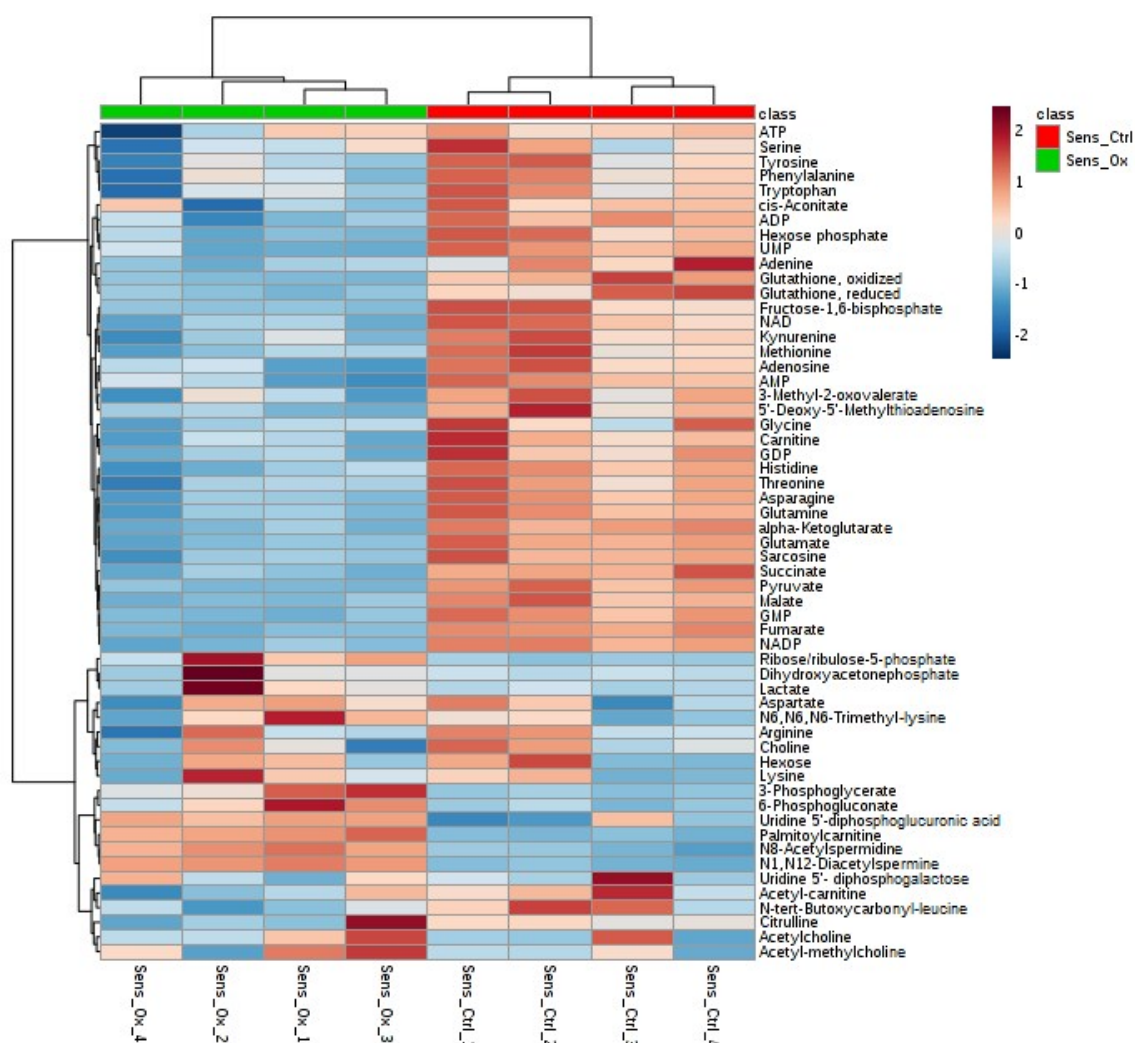 class
ATP
Serine
Tyrosine
Phenylalanine
Tryptophan
cis-Aconitate
ADP
Hexose phosphate
UMP
Adenine
Glutathione, oxidized
Glutathione, reduced
Fructose-1,6-bisphosphate
NAD
Kynurenine
Methionine
Adenosine
AMP
3-Methyl-2-oxovalerate
5'-Deoxy-5'-Methylthioadenosine
Glycine
Carnitine
GDP
Histidine
Threonine
Asparagine
Glutamine
alpha-Ketoglutarate
Glutamate
Sarcosine
Succinate
Pyruvate
Malate
GMP
Fumarate
NADP
Ribose/ribulose-5-phosphate
Dihydroxyacetonephosphate
Lactate
Aspartate
N6,N6,N6-Trimethyl-lysine
Arginine
Choline
Hexose
Lysine
3-Phosphoglycerate
6-Phosphogluconate
Uridine 5'-diphosphoglucuronic acid
Palmitoylcarnitine
N8-Acetylspermidine
N1,N12-Diacetylspermine
Uridine 5'- diphosphogalactose
Acetyl-carnitine
N-tert-Butoxycarbonyl-leucine
Citrulline
Acetylcholine
Acetyl-methylcholine
Sens_Ox_4
Sens_Ox_2
Sens_Ox_1
Sens_Ox_3
Sens_Ctrl_
Sens_Ctrl_2
Sens_Ctrl_3
Sens_Ctrl_4
2
1
0
-1
-2
class
Sens_Ctrl
Sens_Ox